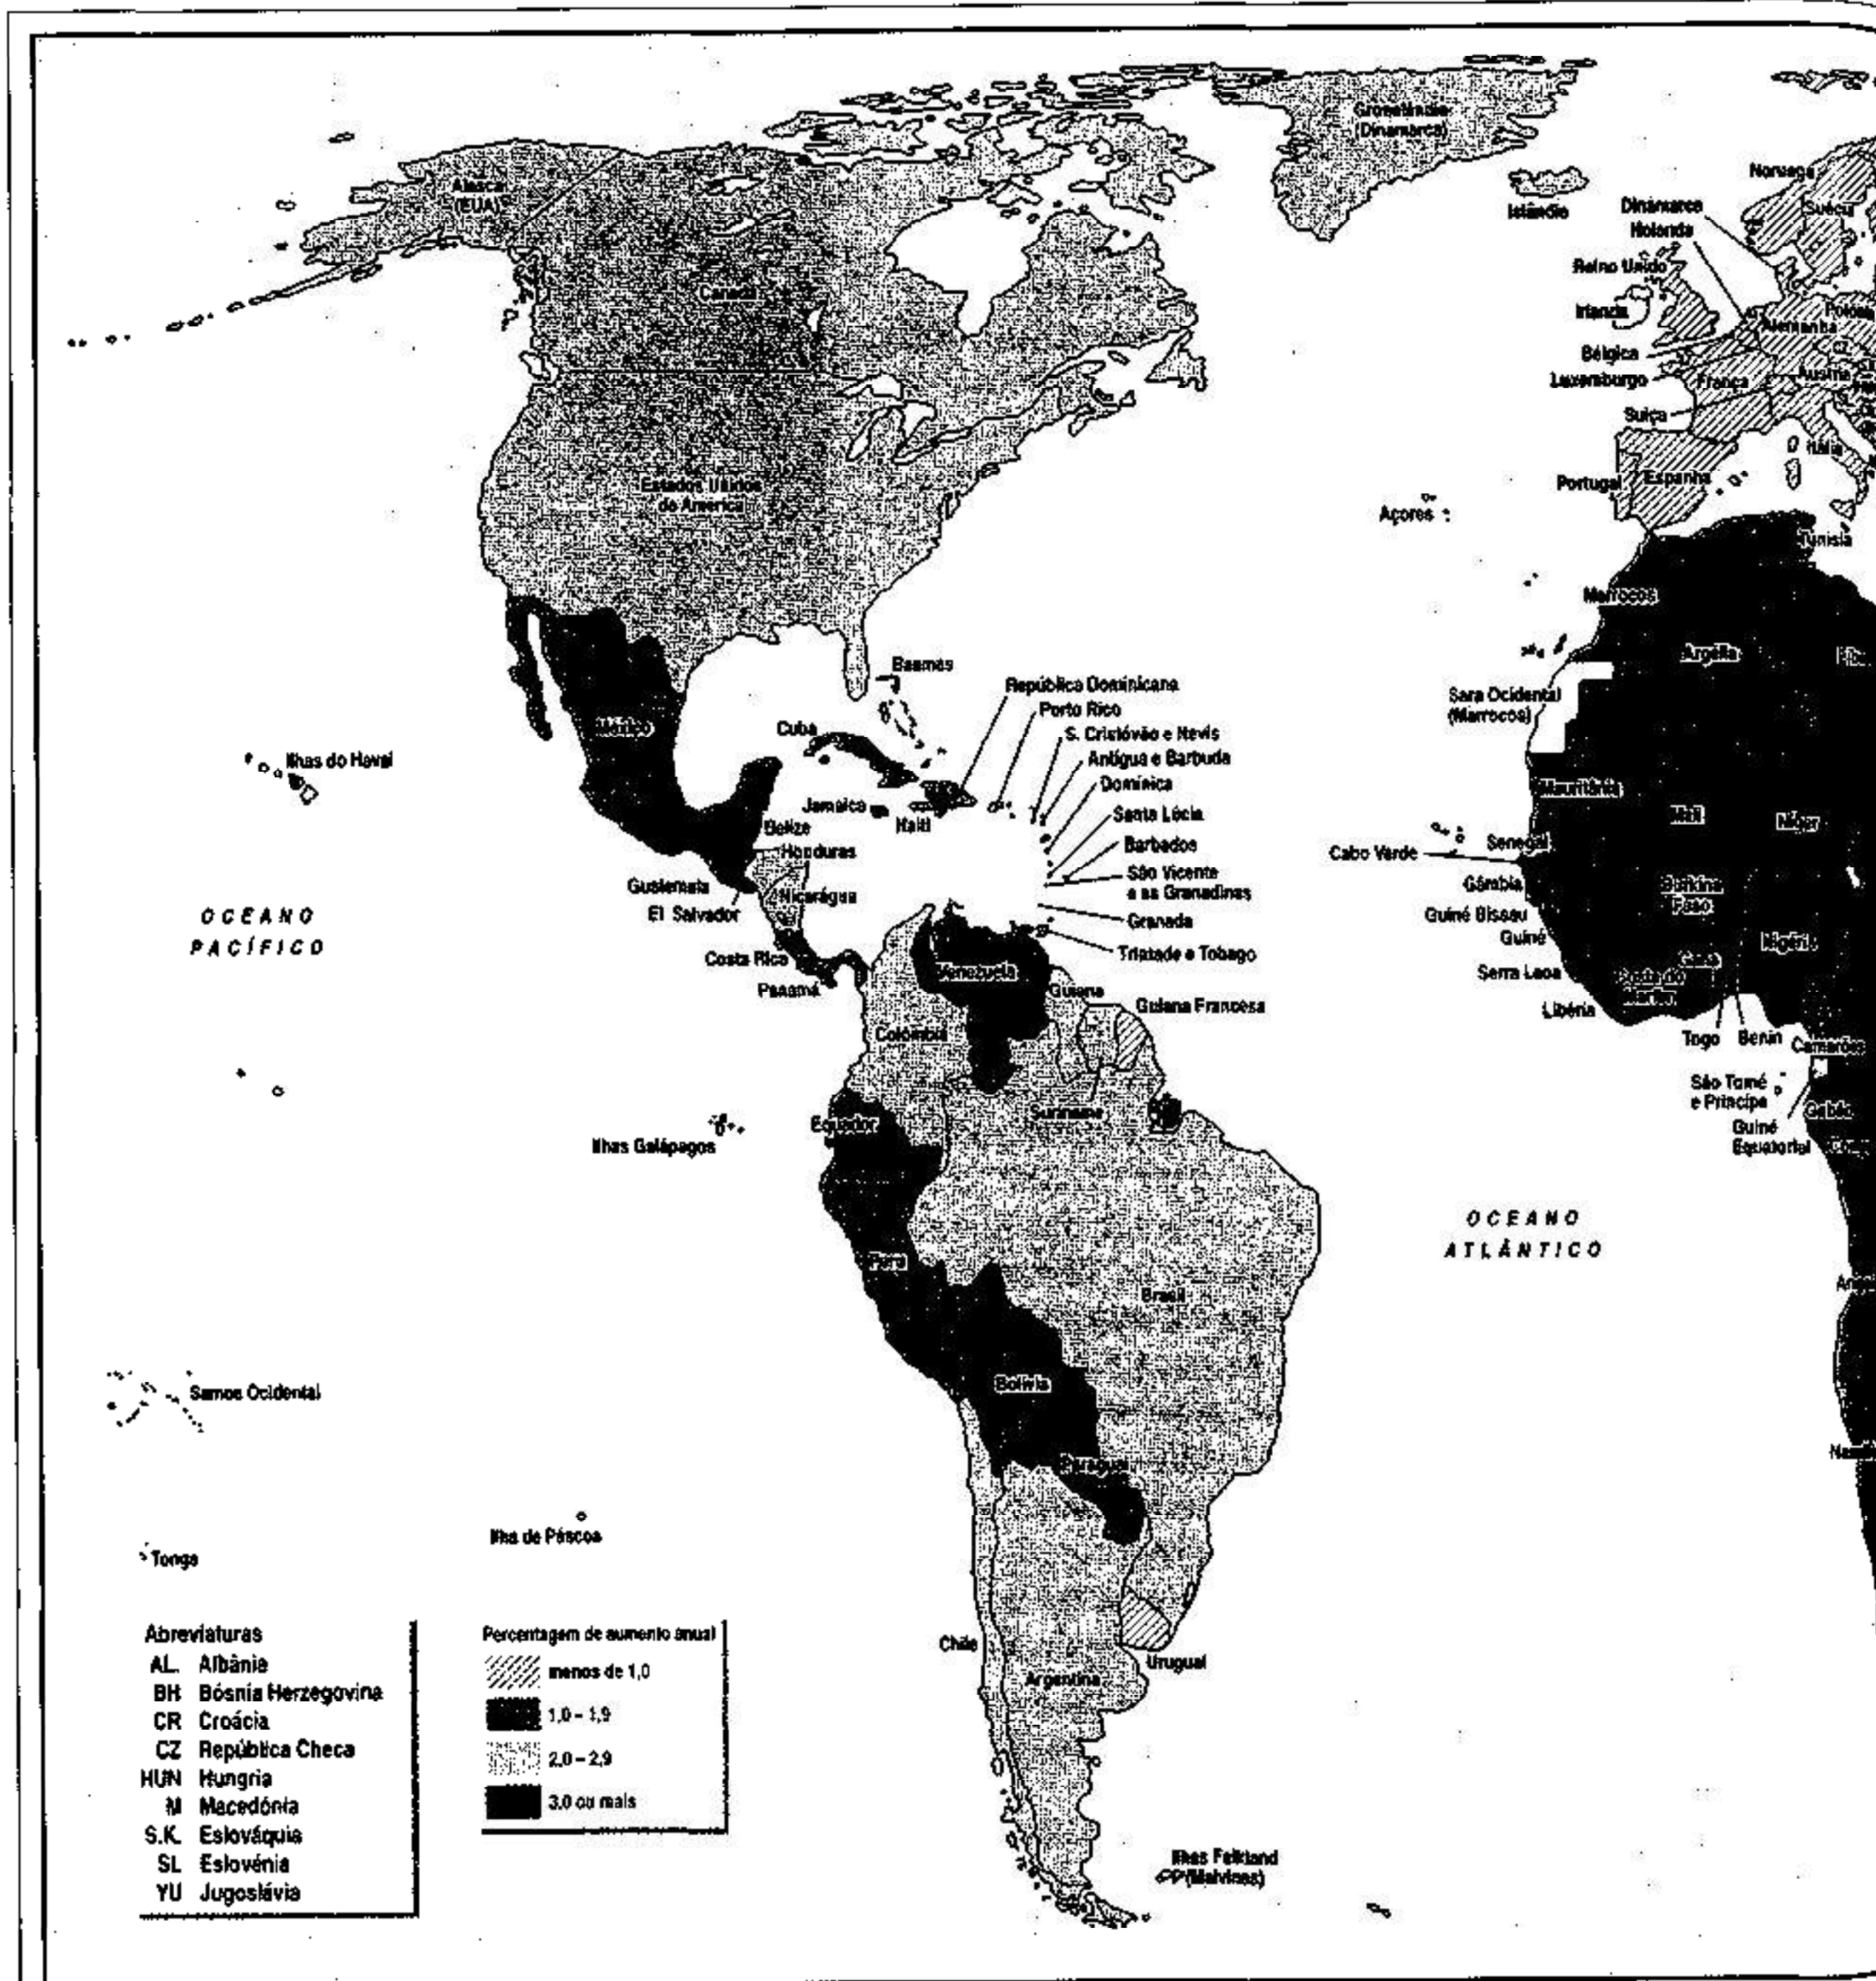 Groenlândia
(Dinamarca)
Alasca
(EUA)
Islândia
Noruega
Suécia
Dinamarca
Holanda
Reino Unido
Irlanda
Canadá
Alemanha
Bélgica
Luxemburgo
França
Áustria
CZ
Suíça
Itália
Portugal
Espanha
Estados Unidos
da America
Açores
Tunísia
Marrocos
Argélia
Baamas
República Dominicana
Porto Rico
S. Cristóvão e Nevis
Antígua e Barbuda
Domínica
Santa Lúcia
Barbados
São Vicente
e as Granadinas
Granada
Trindade e Tobago
Sara Ocidental
(Marrocos)
México
Cuba
Ilhas do Havaí
Jamaica
Haiti
Belize
Honduras
Guatemala
El Salvador
Nicarágua
Costa Rica
Panamá
Mauritânia
Mali
Níger
Cabo Verde
Senegal
Gâmbia
Guiné Bissau
Guiné
Serra Leoa
Libéria
Burkina
Faso
Nigéria
Gana
Costa do
Marfim
Togo
Benin
Camarões
São Tomé
e Príncipe
Guiné
Equatorial
Gabão
OCEANO
PACÍFICO
Venezuela
Guiana
Guiana Francesa
Colômbia
Suriname
Equador
Ilhas Galápagos
OCEANO
ATLÂNTICO
Peru
Brasil
Bolívia
Samoa Ocidental
Paraguai
Ilha de Páscoa
Tonga
Chile
Uruguai
Argentina
Ilhas Falkland
(Malvinas)
Abreviaturas
AL. Albânia
BH Bósnia Herzegovina
CR Croácia
CZ República Checa
HUN Hungria
M Macedónia
S.K. Eslováquia
SL Eslovénia
YU Jugoslávia
Percentagem de aumento anual
menos de 1,0
1,0 – 1,9
2,0 – 2,9
3,0 ou mais